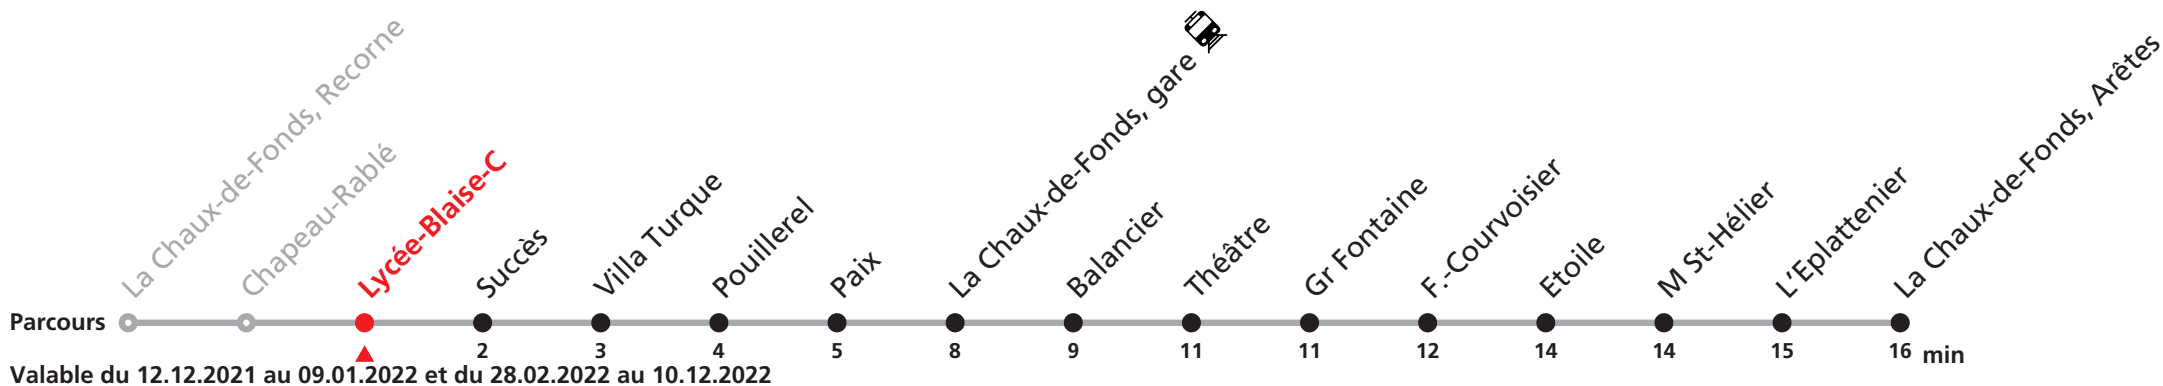 La Chaux-de-Fonds, Recorne
Chapeau-Rablé
Lycée-Blaise-C
Succès
Villa Turque
Pouillerel
Paix
La Chaux-de-Fonds, gare
Balancier
Théâtre
Gr Fontaine
F.-Courvoisier
Etoile
M St-Hélier
L'Eplattenier
La Chaux-de-Fonds, Arêtes
Parcours
2 3 4 5 8 9 11 11 12 14 14 15 16 min
Valable du 12.12.2021 au 09.01.2022 et du 28.02.2022 au 10.12.2022